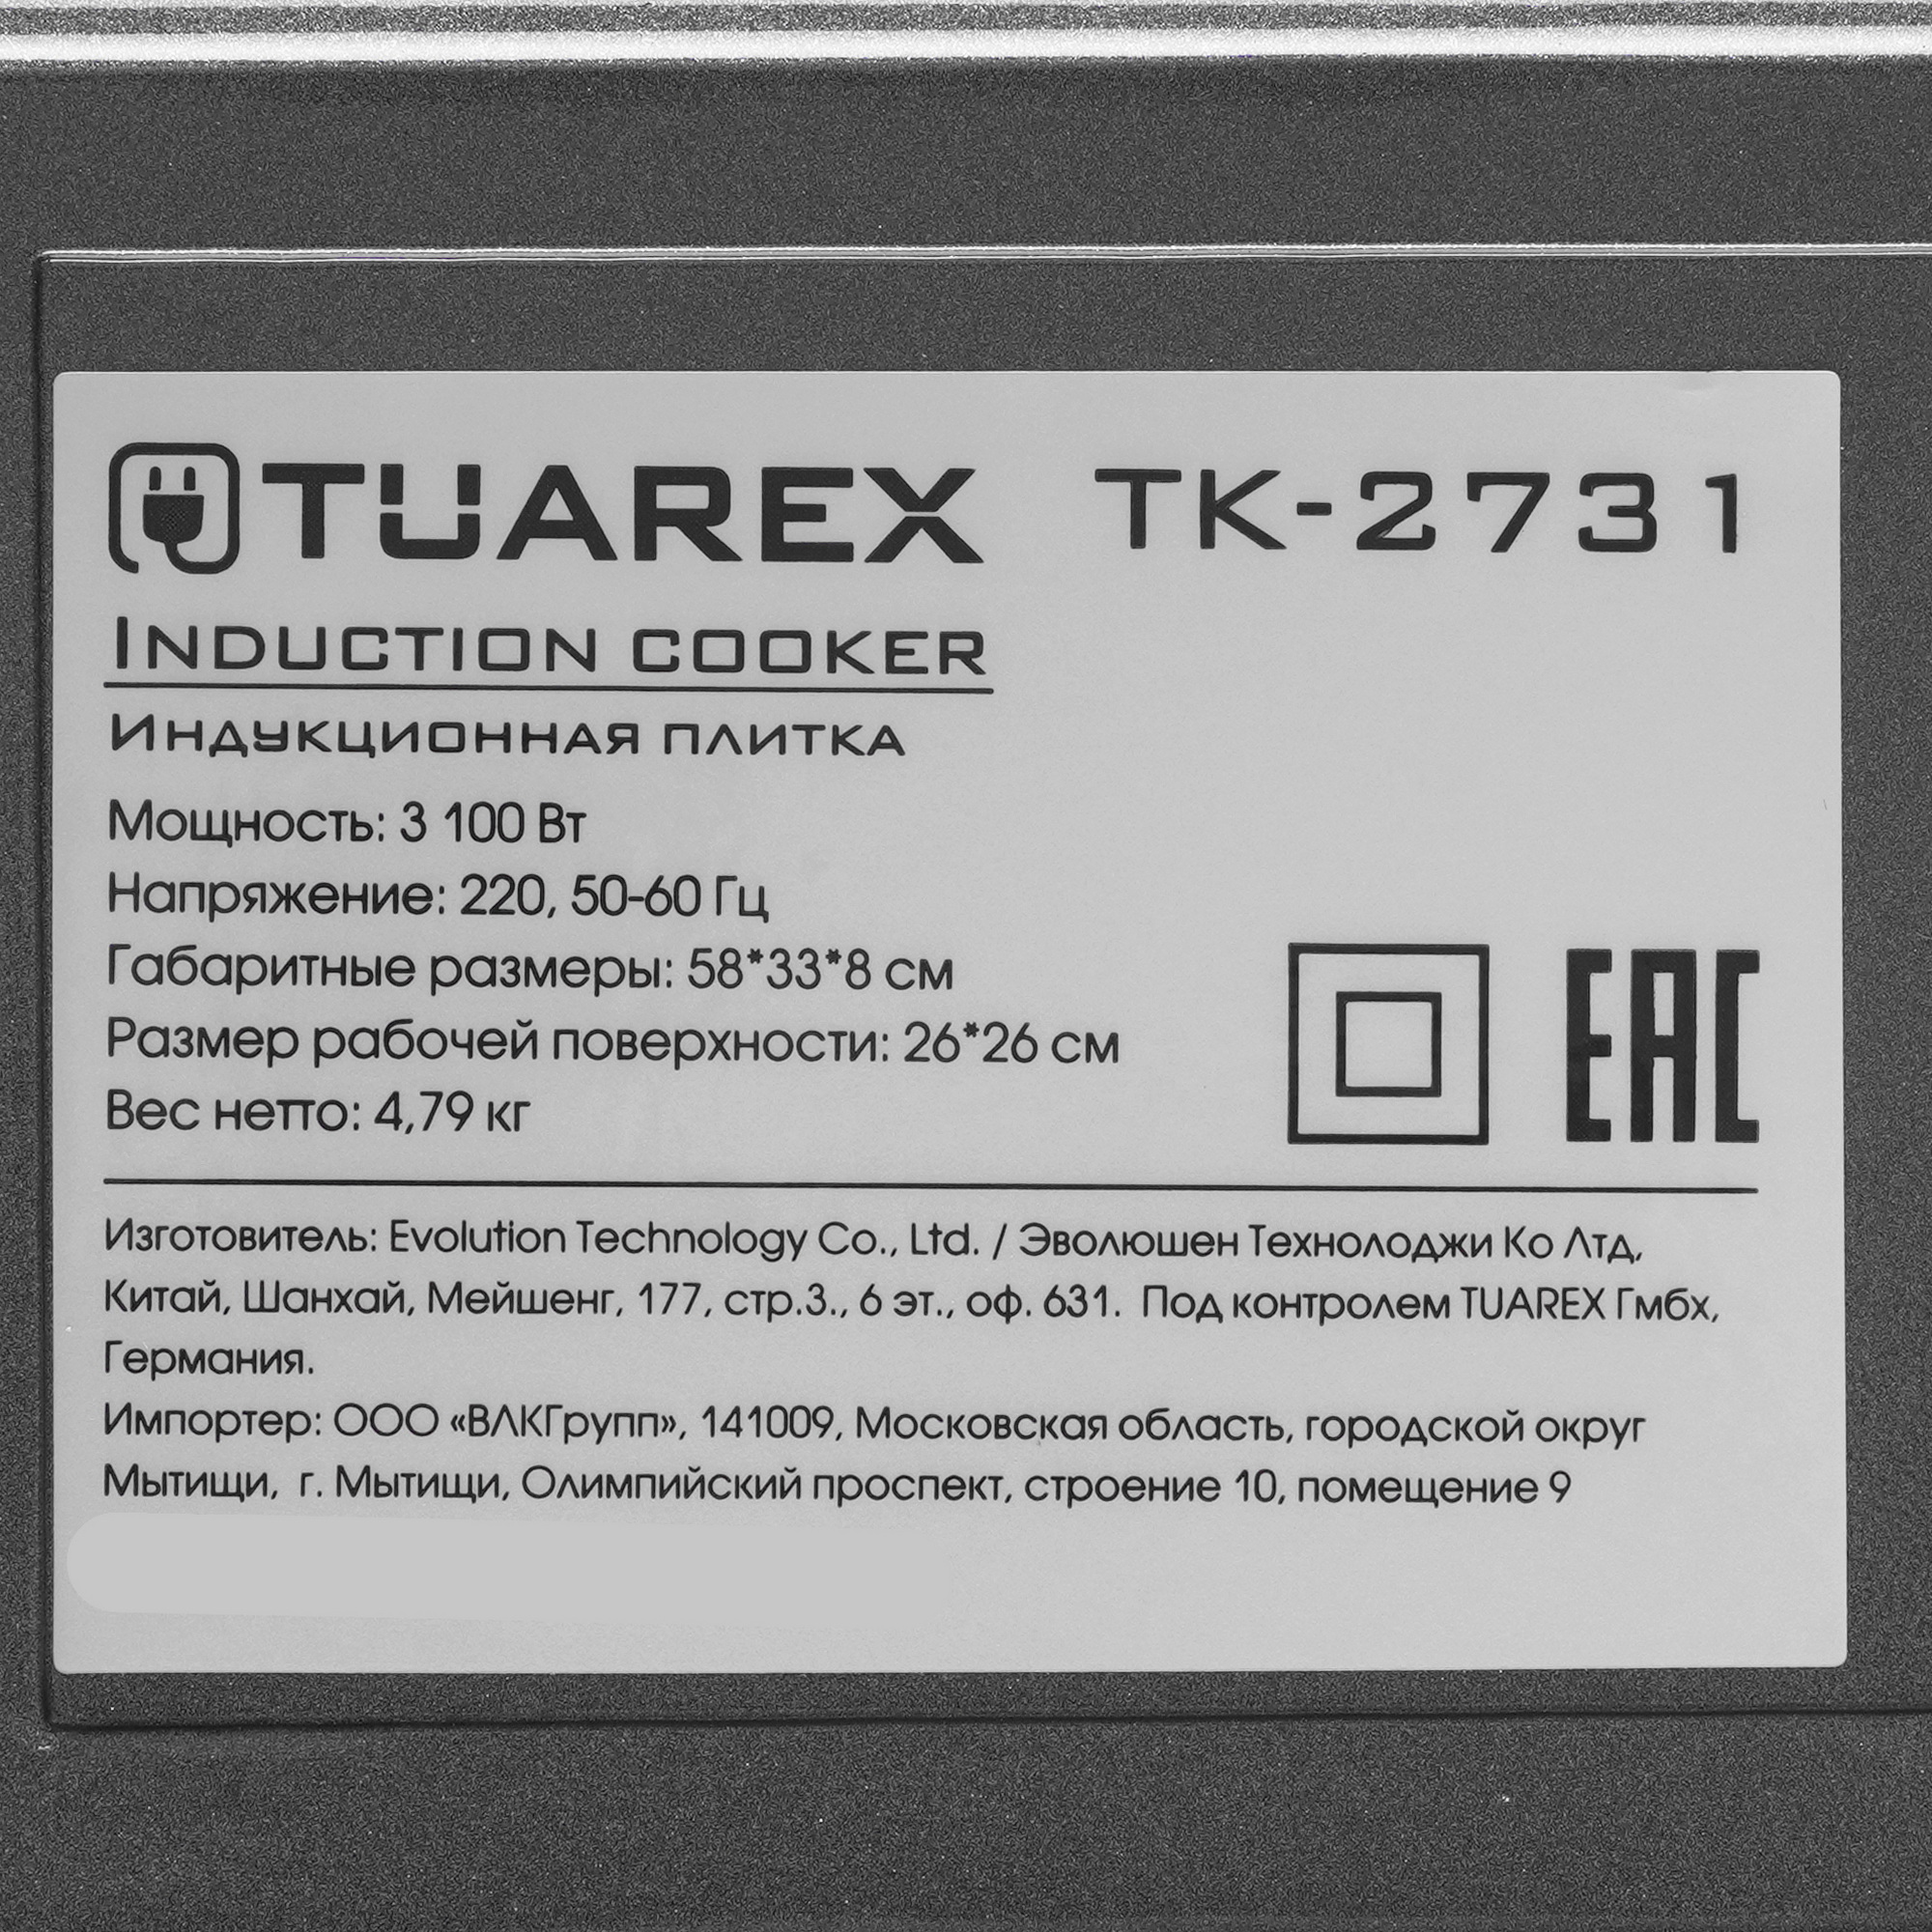 TUAREX TK-2731
INDUCTION COOKER
ИНДУКЦИОННАЯ ПЛИТКА
Мощность: 3 100 Вт
Напряжение: 220, 50-60 Гц
Габаритные размеры: 58*33*8 см
Размер рабочей поверхности: 26*26 см
Вес нетто: 4,79 кг
EAC
Изготовитель: Evolution Technology Co., Ltd. / Эволюшен Технолоджи Ко Лтд,
Китай, Шанхай, Мейшенг, 177, стр.3., 6 эт., оф. 631. Под контролем TUAREX Гмбх,
Германия.
Импортер: ООО «ВЛКГрупп», 141009, Московская область, городской округ
Мытищи, г. Мытищи, Олимпийский проспект, строение 10, помещение 9